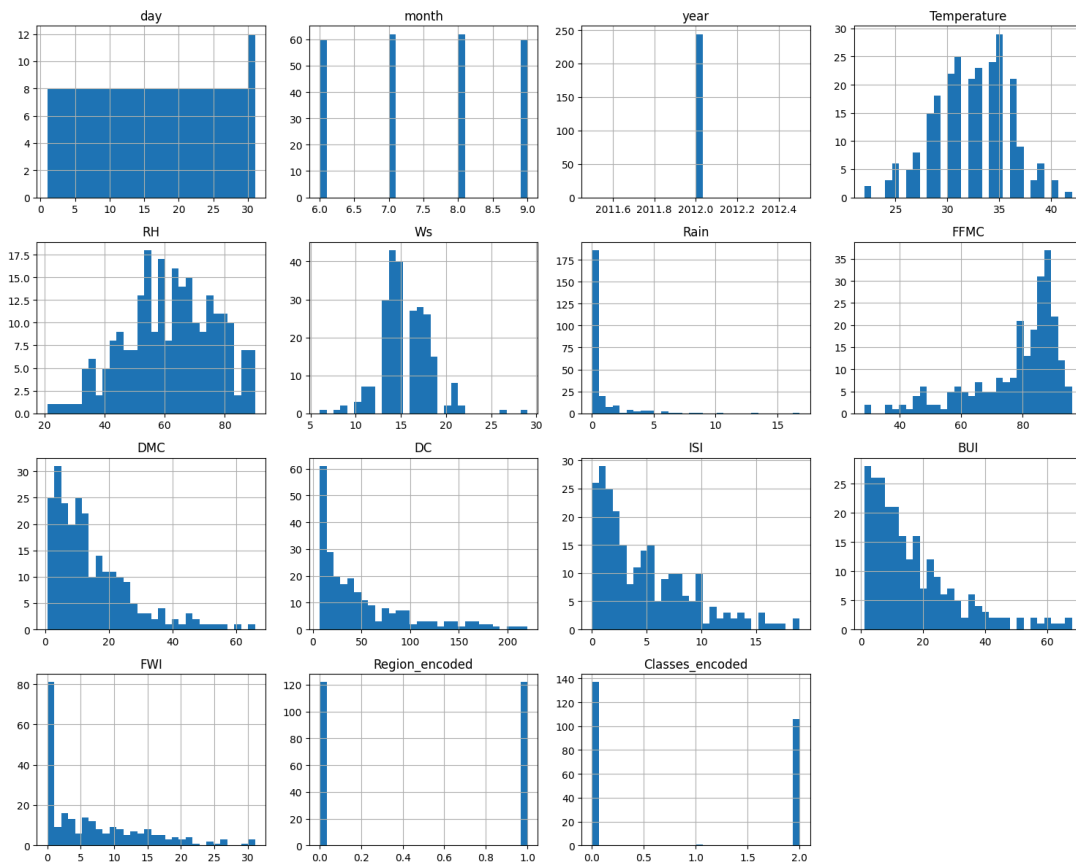 day month year Temperature
12 60 250 30
10 50 200 25
8 40 150 20
6 30 100 15
4 20 50 10
2 10 0 5
0 0 0
0 5 10 15 20 25 30 6.0 6.5 7.0 7.5 8.0 8.5 9.0 2011.6 2011.8 2012.0 2012.2 2012.4 25 30 35 40
RH Ws Rain FFMC
17.5 40 175 35
15.0 30 150 30
12.5 20 125 25
10.0 10 100 20
7.5 0 75 15
5.0 50 10
2.5 25 5
0.0 0 0
20 40 60 80 5 10 15 20 25 30 0 5 10 15 40 60 80
DMC DC ISI BUI
30 60 30 25
25 50 25 20
20 40 20 15
15 30 15 10
10 20 10 5
5 10 5 0
0 0 0
0 20 40 60 0 50 100 150 200 0 5 10 15 0 20 40 60
FWI Region_encoded Classes_encoded
80 120 140
60 100 120
40 80 100
20 60 80
0 40 60
20 40
0 20
0
0 5 10 15 20 25 30 0.0 0.2 0.4 0.6 0.8 1.0 0.0 0.5 1.0 1.5 2.0